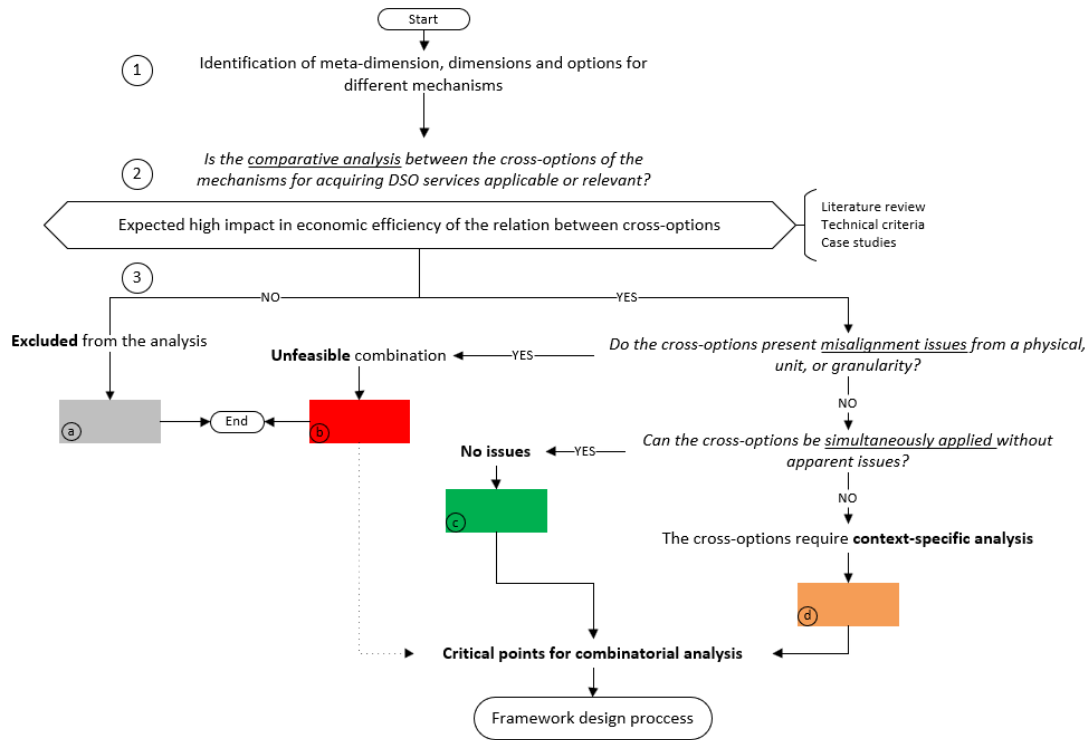 Start
1
Identification of meta-dimension, dimensions and options for
different mechanisms
2
Is the comparative analysis between the cross-options of the
mechanisms for acquiring DSO services applicable or relevant?
Expected high impact in economic efficiency of the relation between cross-options
Literature review
Technical criteria
Case studies
3
NO
YES
Excluded from the analysis
Unfeasible combination
YES
Do the cross-options present misalignment issues from a physical,
unit, or granularity?
a
End
b
NO
No issues
YES
Can the cross-options be simultaneously applied without
apparent issues?
c
NO
The cross-options require context-specific analysis
d
Critical points for combinatorial analysis
Framework design proccess